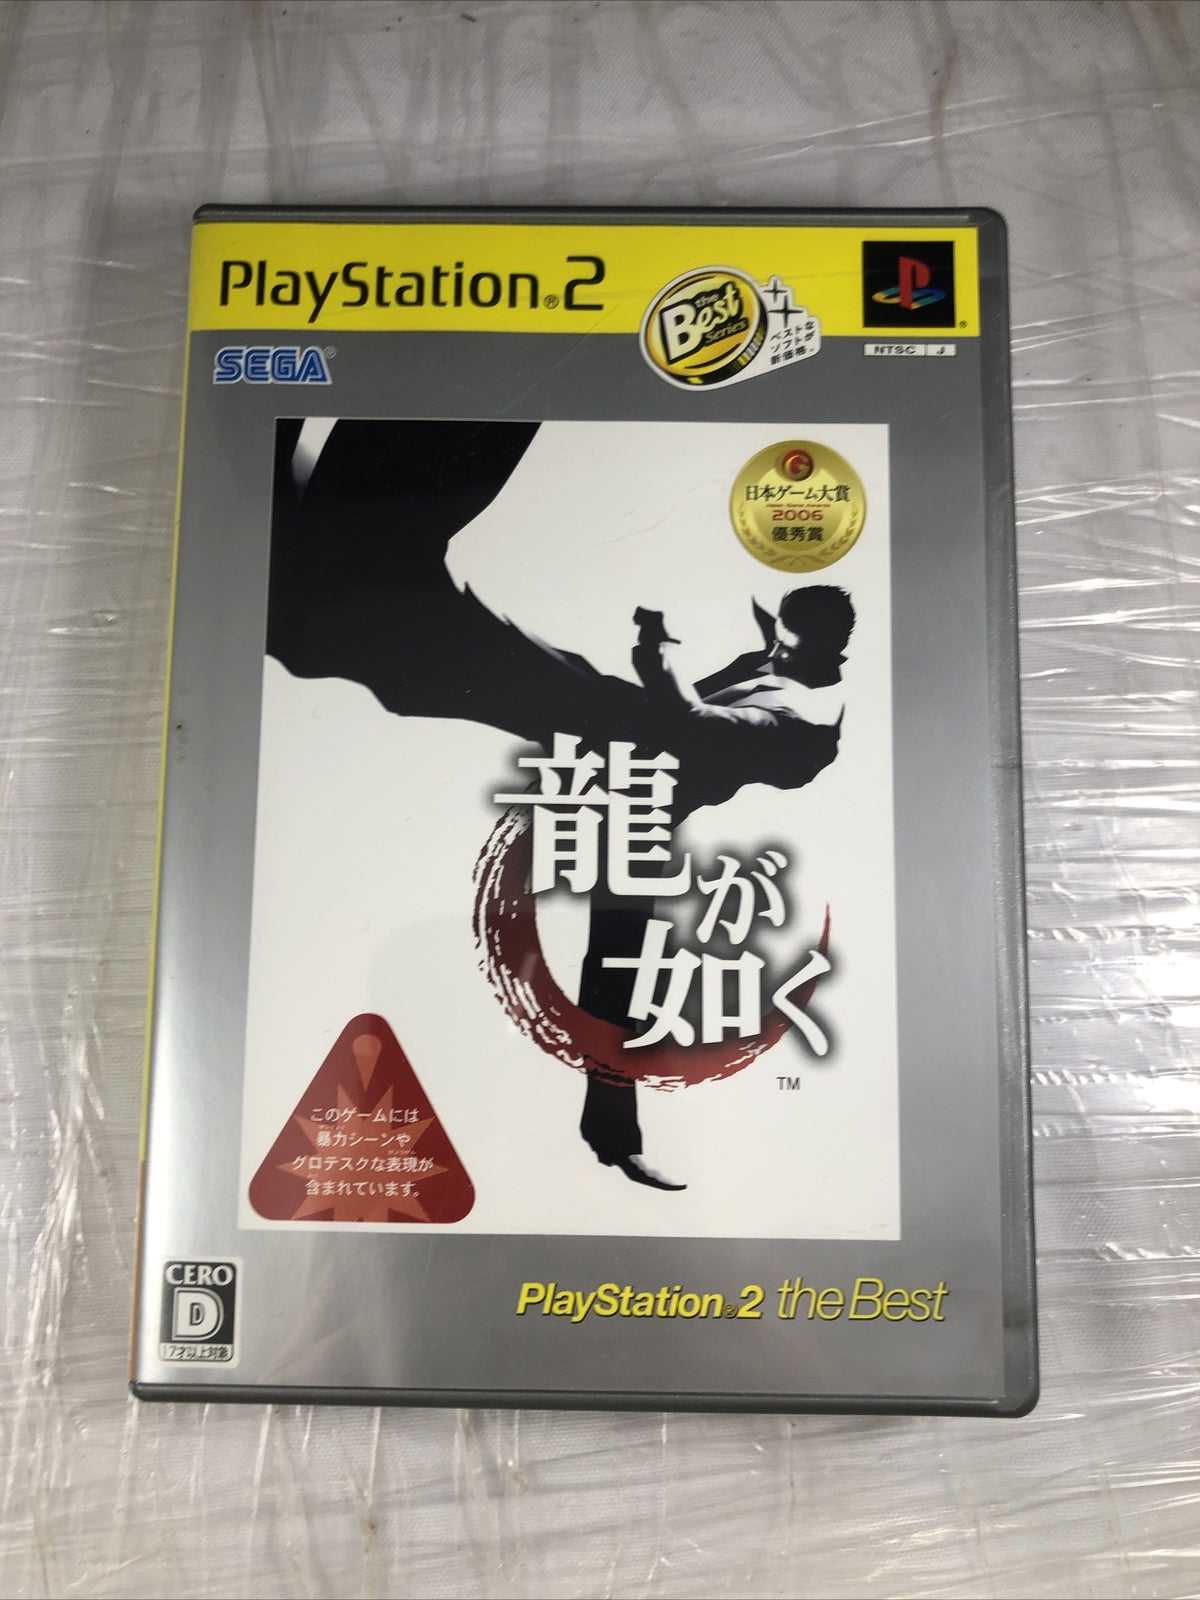 PlayStation®2
the
Best
Series
ベスト
ソフトな
新価格。
®
NTSC J
SEGA®
G
日本ゲーム大賞
Japan Game Awards
2006
優秀賞
龍が
如く
TM
このゲームには
暴力シーンや
グロテスクな表現が
含まれています。
CERO
D
17才以上対象
PlayStation®2 the Best